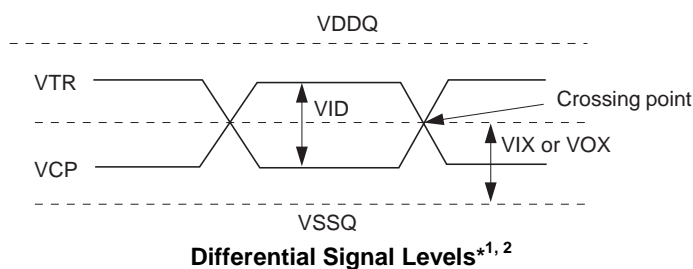 VDDQ
VTR
VID
Crossing point
VIX or VOX
VCP
VSSQ
Differential Signal Levels*1, 2